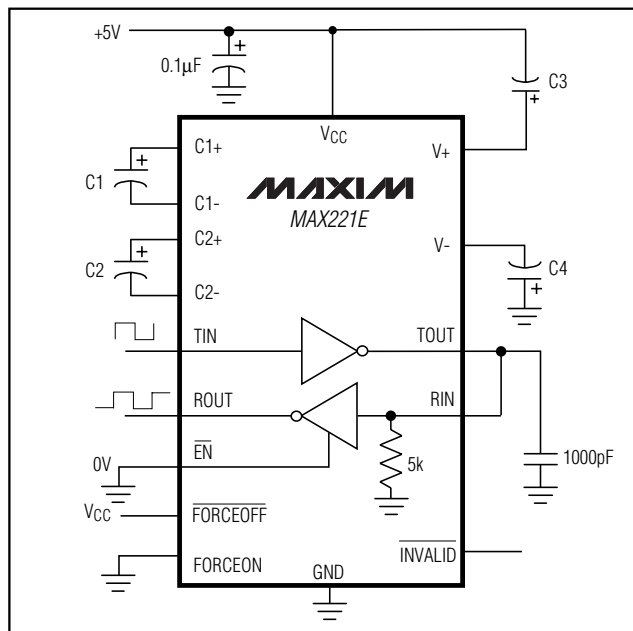 +5V
0.1µF
+
C3
+
VCC
C1+
V+
C1
+
C1-
MAXIM
MAX221E
C2+
V-
C2
+
C2-
C4
+
TIN
TOUT
ROUT
RIN
EN
0V
5k
1000pF
VCC
FORCEOFF
FORCEON
INVALID
GND